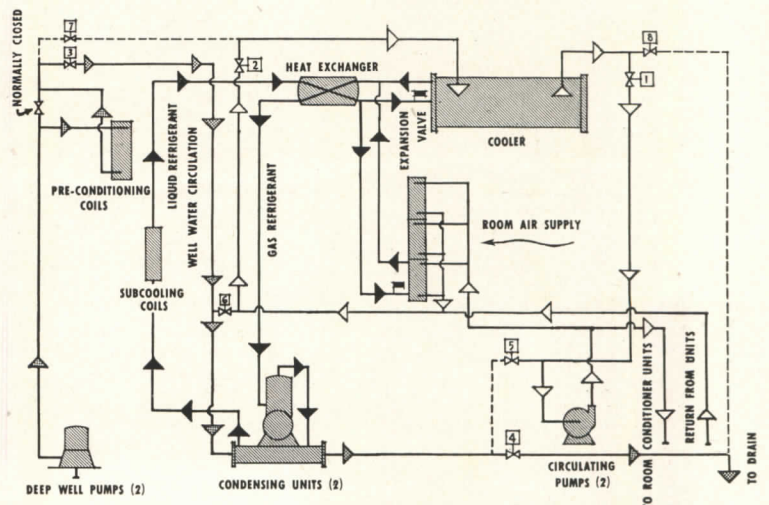 NORMALLY CLOSED
7
3
2
HEAT EXCHANGER
8
1
COOLER
EXPANSION
VALVE
PRE-CONDITIONING
COILS
LIQUID REFRIGERANT
WELL WATER CIRCULATION
GAS REFRIGERANT
ROOM AIR SUPPLY
SUBCOOLING
COILS
6
5
4
DEEP WELL PUMPS (2)
CONDENSING UNITS (2)
CIRCULATING
PUMPS (2)
TO ROOM CONDITIONER UNITS
RETURN FROM UNITS
TO DRAIN